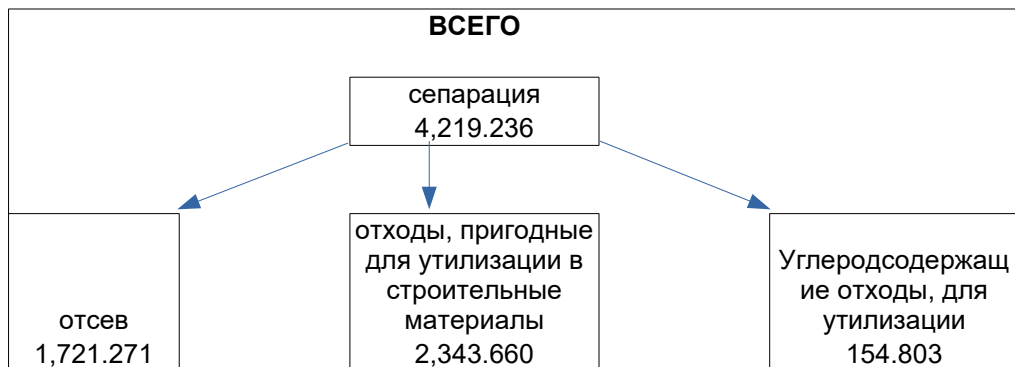 ВСЕГО
сепарация
4,219.236
отсев
1,721.271
отходы, пригодные
для утилизации в
строительные
материалы
2,343.660
Углеродсодержащ
ие отходы, для
утилизации
154.803